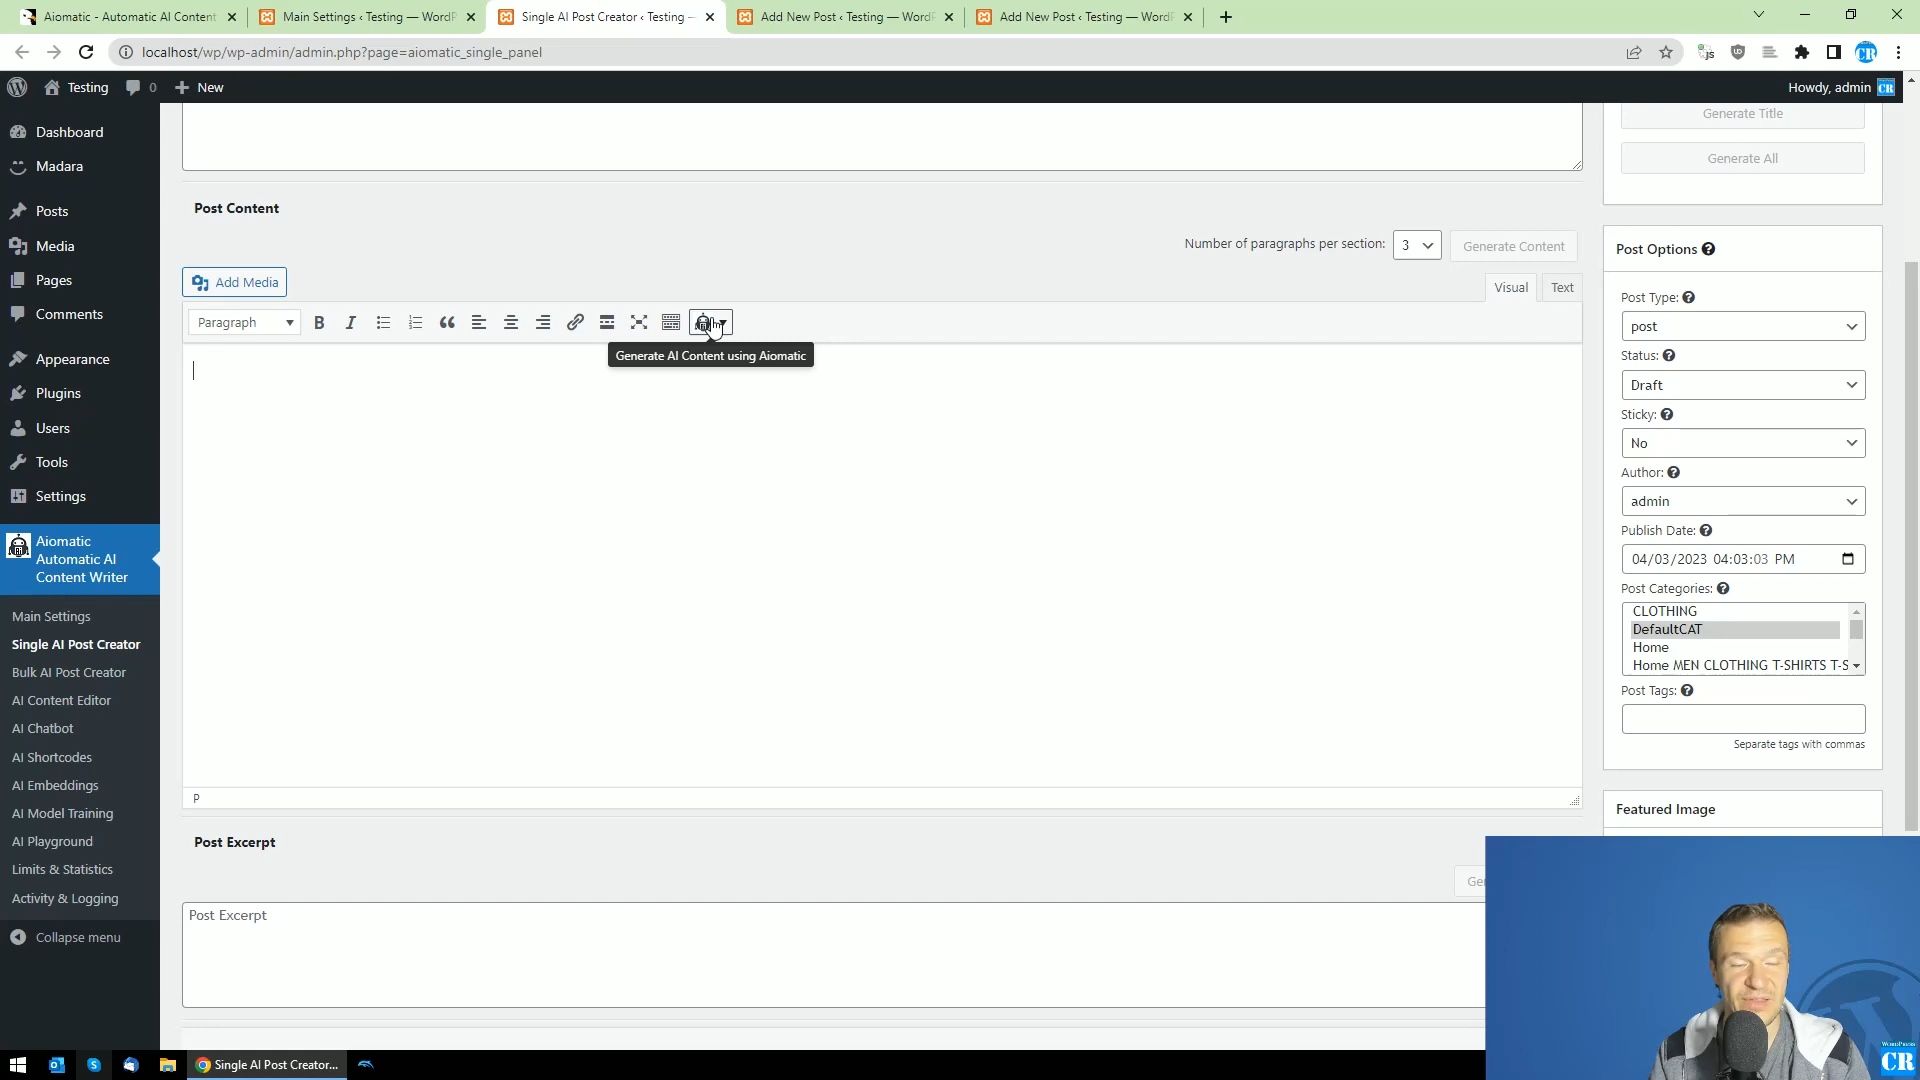 Aiomatic - Automatic AI Content
Main Settings ‹ Testing — WordP
Single AI Post Creator ‹ Testing —
Add New Post ‹ Testing — WordP
Add New Post ‹ Testing — WordP
localhost/wp/wp-admin/admin.php?page=aiomatic_single_panel
Testing
0
New
Howdy, admin
Dashboard
Madara
Posts
Media
Pages
Comments
Appearance
Plugins
Users
Tools
Settings
Aiomatic
Automatic AI
Content Writer
Main Settings
Single AI Post Creator
Bulk AI Post Creator
AI Content Editor
AI Chatbot
AI Shortcodes
AI Embeddings
AI Model Training
AI Playground
Limits & Statistics
Activity & Logging
Collapse menu
Post Content
Number of paragraphs per section: 3 Generate Content
Add Media
Visual Text
Paragraph
Generate AI Content using Aiomatic
P
Post Excerpt
Ge
Post Excerpt
Generate Title
Generate All
Post Options
Post Type:
post
Status:
Draft
Sticky:
No
Author:
admin
Publish Date:
04/03/2023 04:03:03 PM
Post Categories:
CLOTHING
DefaultCAT
Home
Home MEN CLOTHING T-SHIRTS T-S
Post Tags:
Separate tags with commas
Featured Image
Single AI Post Creator...
WORDPRESS
CR